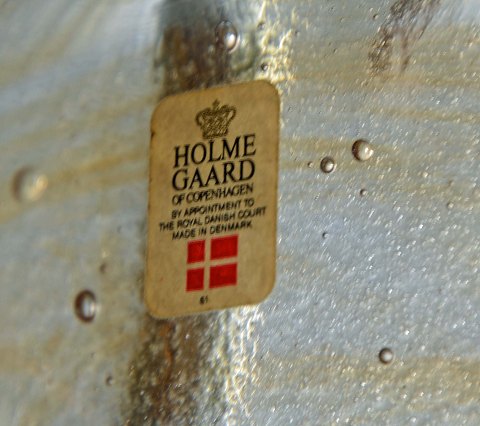 HOLME
GAARD
OF COPENHAGEN
BY APPOINTMENT TO
THE ROYAL DANISH COURT
MADE IN DENMARK
61